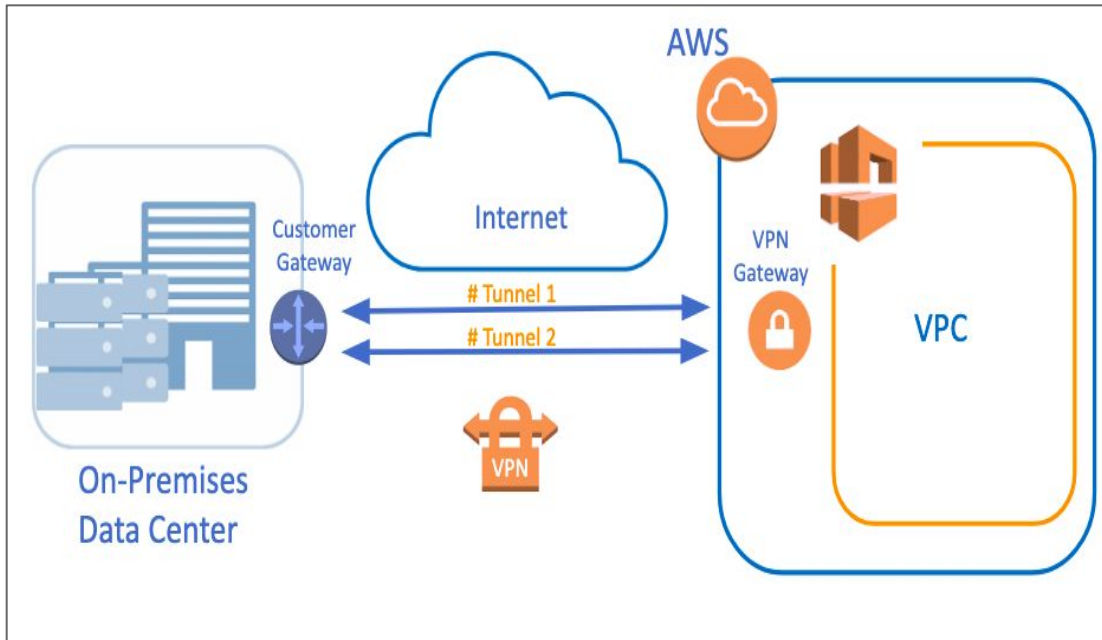 AWS
Internet
Customer
Gateway
VPN
Gateway
# Tunnel 1
# Tunnel 2
VPC
VPN
On-Premises
Data Center